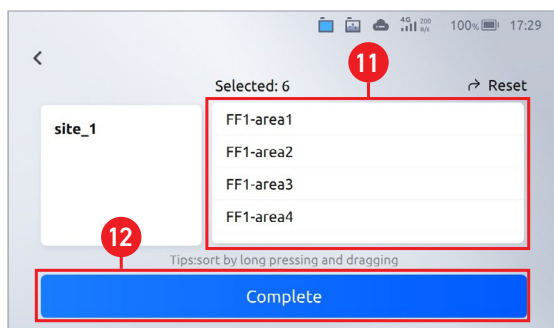 4G 200 B/s 100% 17:29
11
Selected: 6 Reset
site_1
FF1-area1
FF1-area2
FF1-area3
FF1-area4
12
Tips:sort by long pressing and dragging
Complete